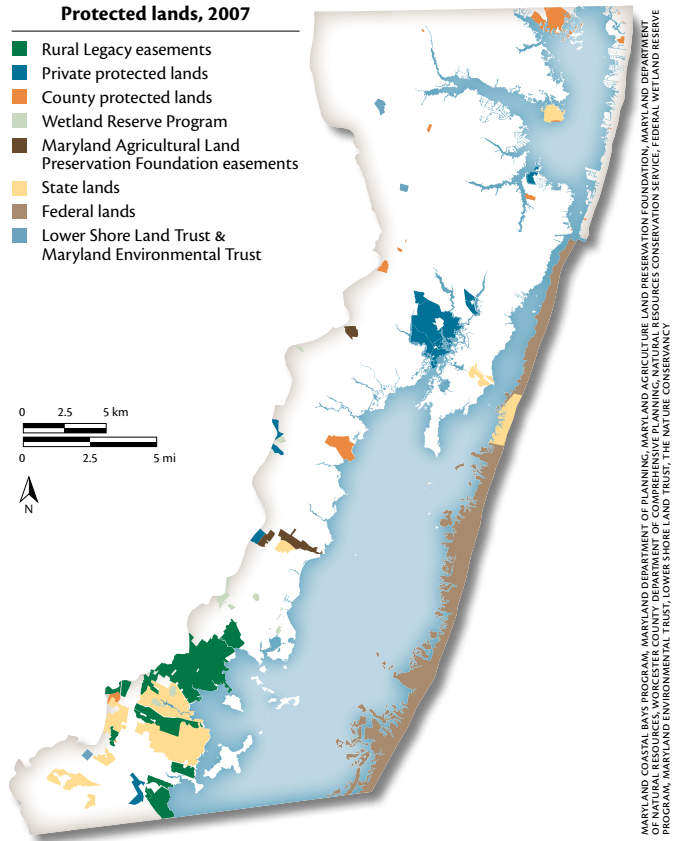 Protected lands, 2007
Rural Legacy easements
Private protected lands
County protected lands
Wetland Reserve Program
Maryland Agricultural Land
Preservation Foundation easements
State lands
Federal lands
Lower Shore Land Trust &
Maryland Environmental Trust
0 2.5 5 km
0 2.5 5 mi
N
MARYLAND COASTAL BAYS PROGRAM, MARYLAND DEPARTMENT OF PLANNING, MARYLAND AGRICULTURE LAND PRESERVATION FOUNDATION, MARYLAND DEPARTMENT
OF NATURAL RESOURCES, WORCESTER COUNTY DEPARTMENT OF COMPREHENSIVE PLANNING, NATURAL RESOURCES CONSERVATION SERVICE, FEDERAL WETLAND RESERVE
PROGRAM, MARYLAND ENVIRONMENTAL TRUST, LOWER SHORE LAND TRUST, THE NATURE CONSERVANCY